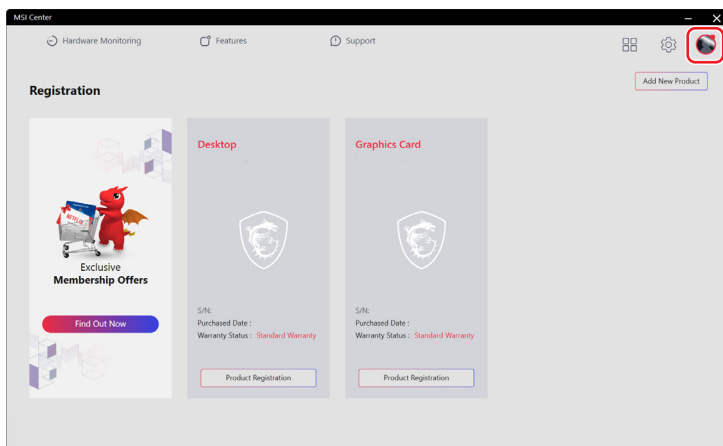 MSI Center
Hardware Monitoring
Features
Support
Add New Product
Registration
Desktop
Graphics Card
NETFLIX
Exclusive
Membership Offers
Find Out Now
S/N:
Purchased Date :
Warranty Status : Standard Warranty
Product Registration
S/N:
Purchased Date :
Warranty Status : Standard Warranty
Product Registration